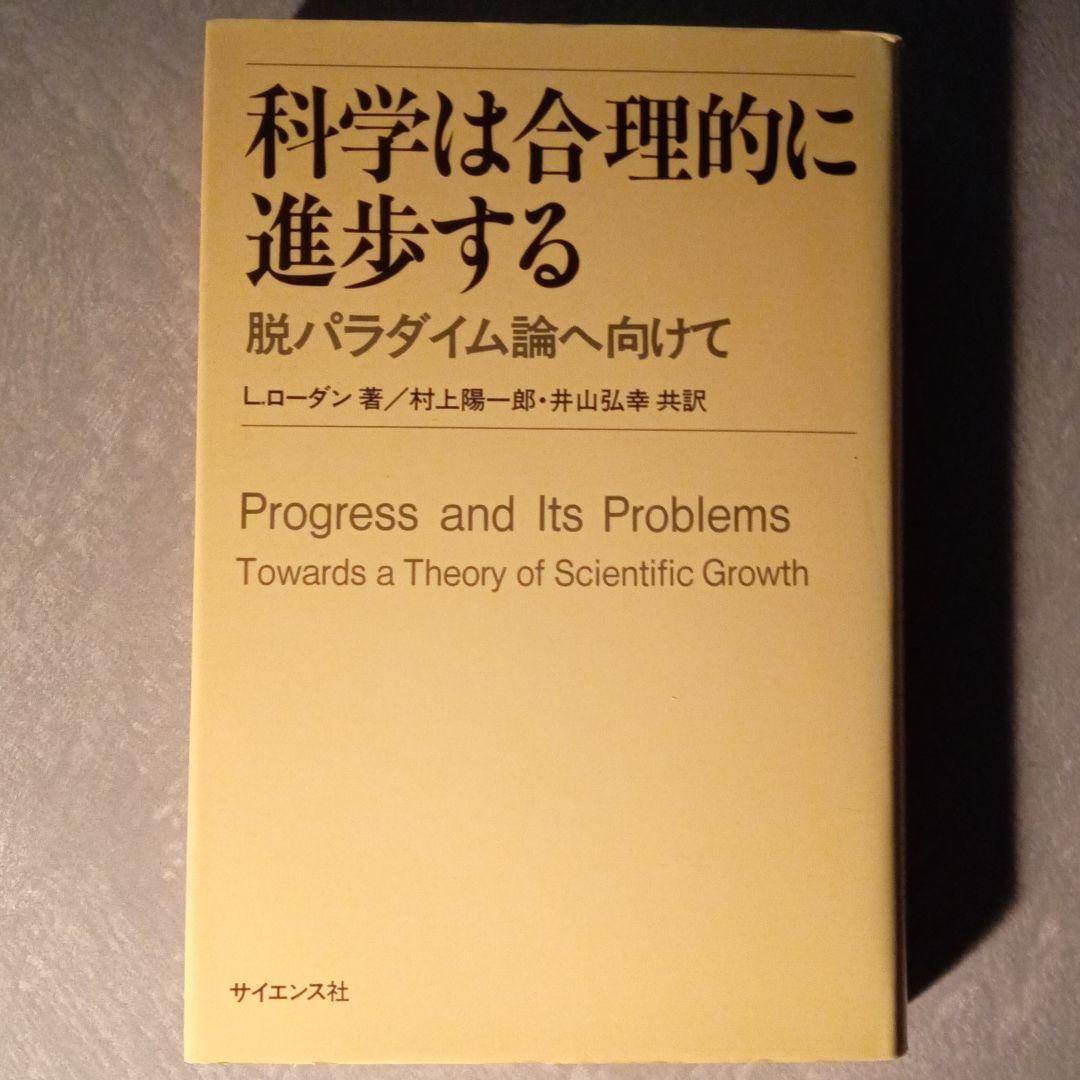 科学は合理的に
進歩する
脱パラダイム論へ向けて
L.ローダン 著／村上陽一郎・井山弘幸 共訳
Progress and Its Problems
Towards a Theory of Scientific Growth
サイエンス社